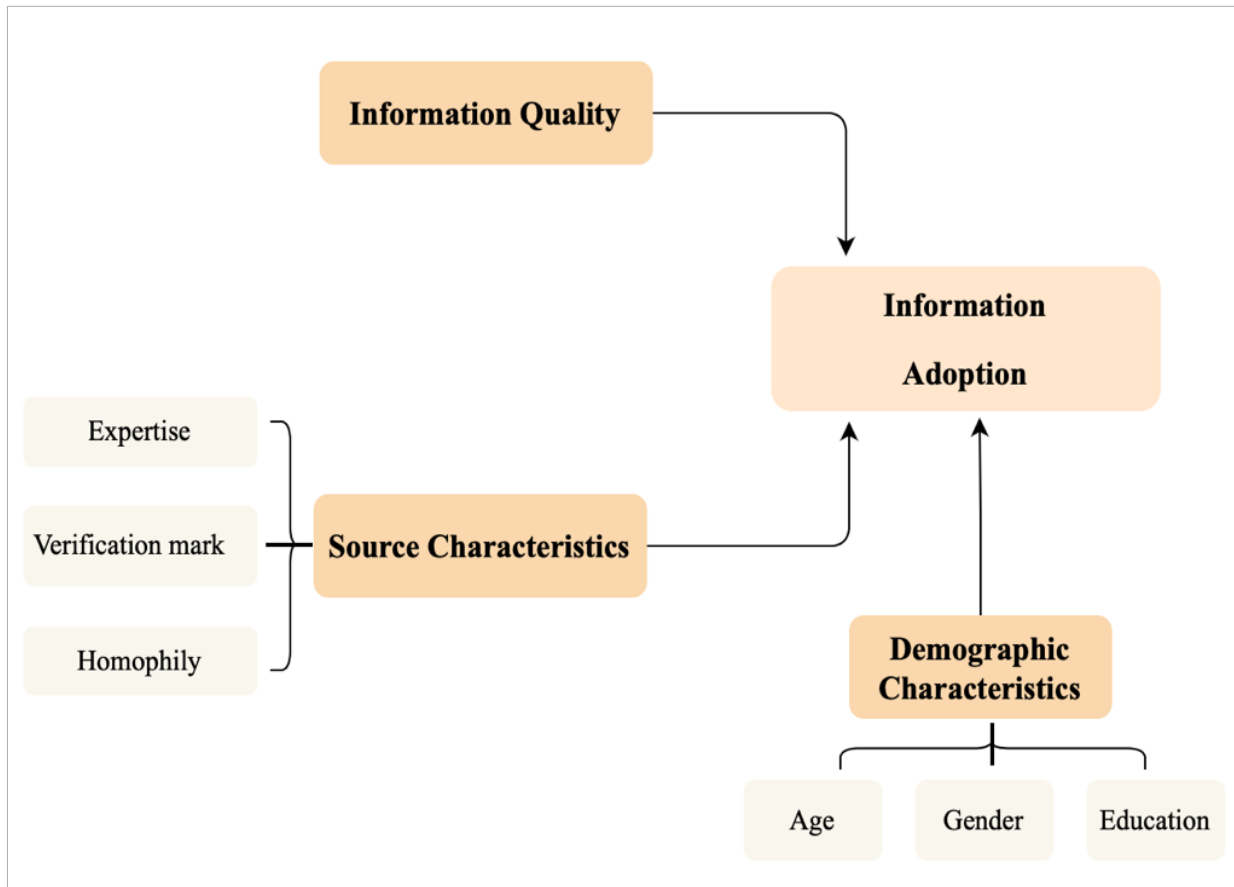 Information Quality
Information
Adoption
Expertise
Verification mark
Source Characteristics
Homophily
Demographic
Characteristics
Age
Gender
Education